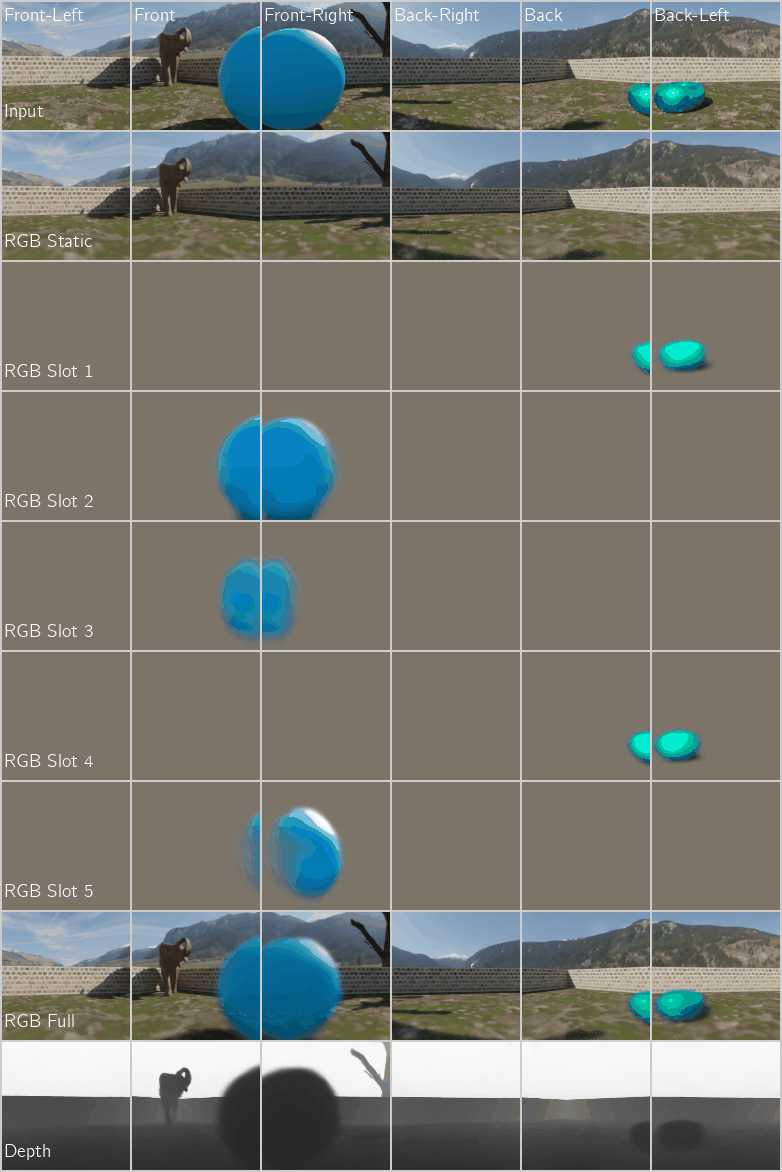 Front-Left Front Front-Right Back-Right Back Back-Left
Input
RGB Static
RGB Slot 1
RGB Slot 2
RGB Slot 3
RGB Slot 4
RGB Slot 5
RGB Full
Depth